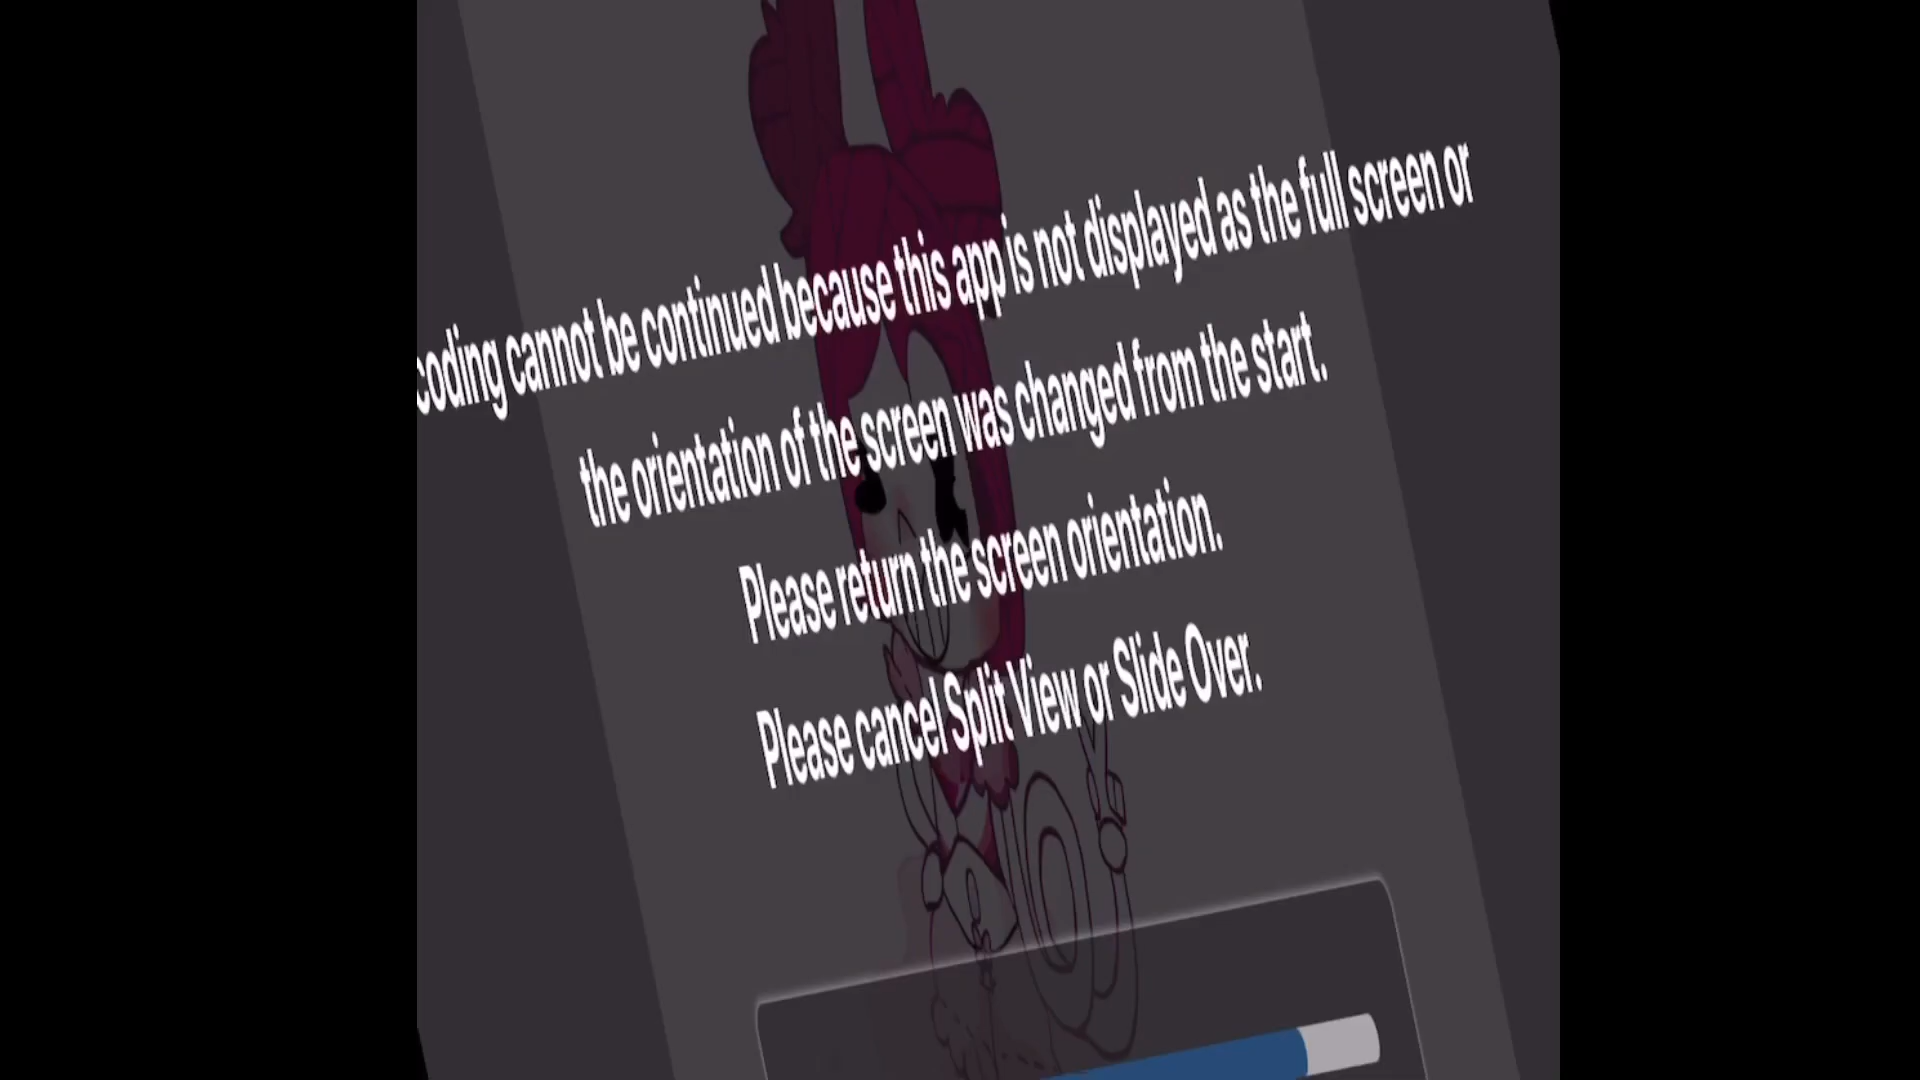 coding cannot be continued because this app is not displayed as the full screen or
the orientation of the screen was changed from the start.
Please return the screen orientation.
Please cancel Split View or Slide Over.